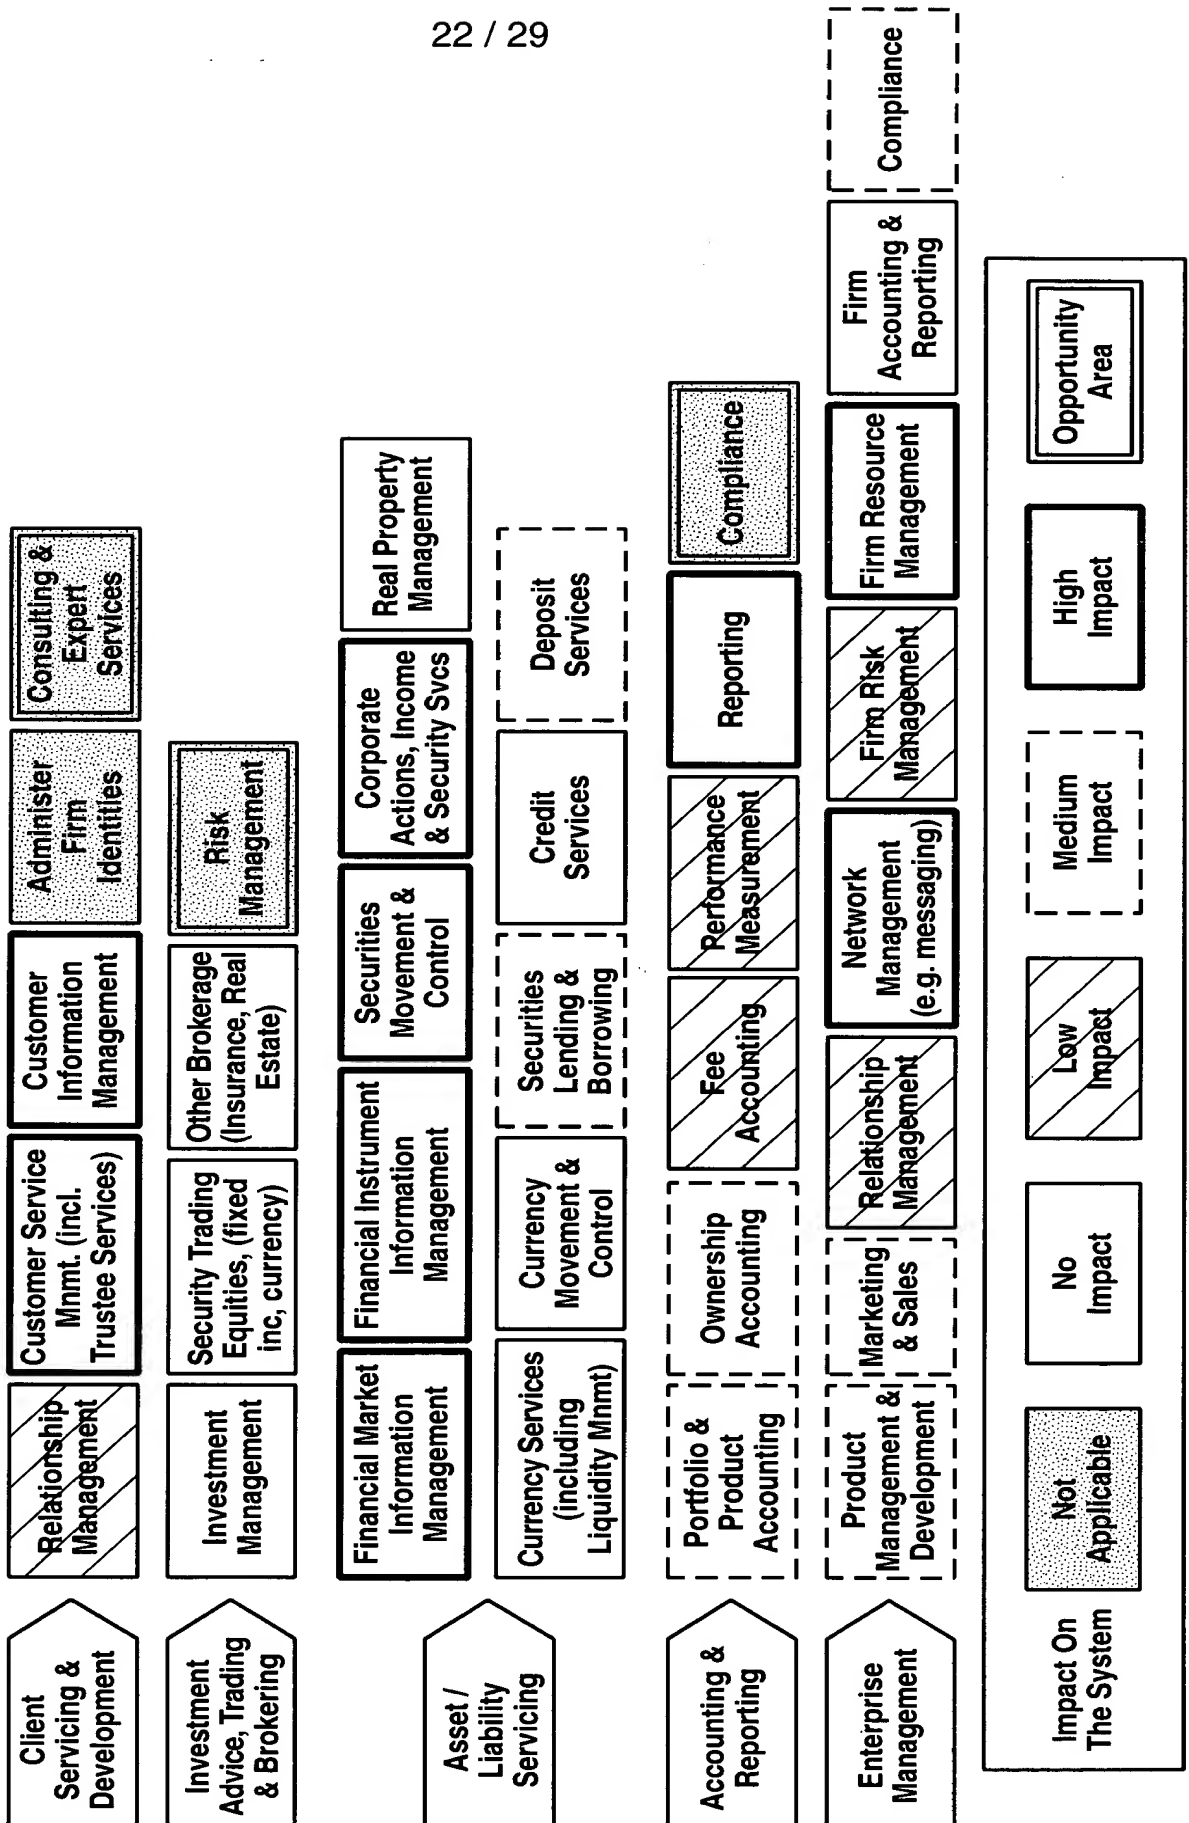 22 / 29
Client
Servicing &
Development
Relationship
Management
Customer Service
Mnmt. (incl.
Trustee Services)
Customer
Information
Management
Administer
Firm
Identities
Consulting &
Expert
Services
Investment
Advice, Trading
& Brokering
Investment
Management
Security Trading
Equities, (fixed
inc, currency)
Other Brokerage
(Insurance, Real
Estate)
Risk
Management
Asset /
Liability
Servicing
Financial Market
Information
Management
Financial Instrument
Information
Management
Securities
Movement &
Control
Corporate
Actions, Income
& Security Svcs
Real Property
Management
Currency Services
(including
Liquidity Mnmt)
Currency
Movement &
Control
Securities
Lending &
Borrowing
Credit
Services
Deposit
Services
Accounting &
Reporting
Portfolio &
Product
Accounting
Ownership
Accounting
Fee
Accounting
Performance
Measurement
Reporting
Compliance
Enterprise
Management
Product
Management &
Development
Marketing
& Sales
Relationship
Management
Network
Management
(e.g. messaging)
Firm Risk
Management
Firm Resource
Management
Firm
Accounting &
Reporting
Compliance
Impact On
The System
Not
Applicable
No
Impact
Low
Impact
Medium
Impact
High
Impact
Opportunity
Area